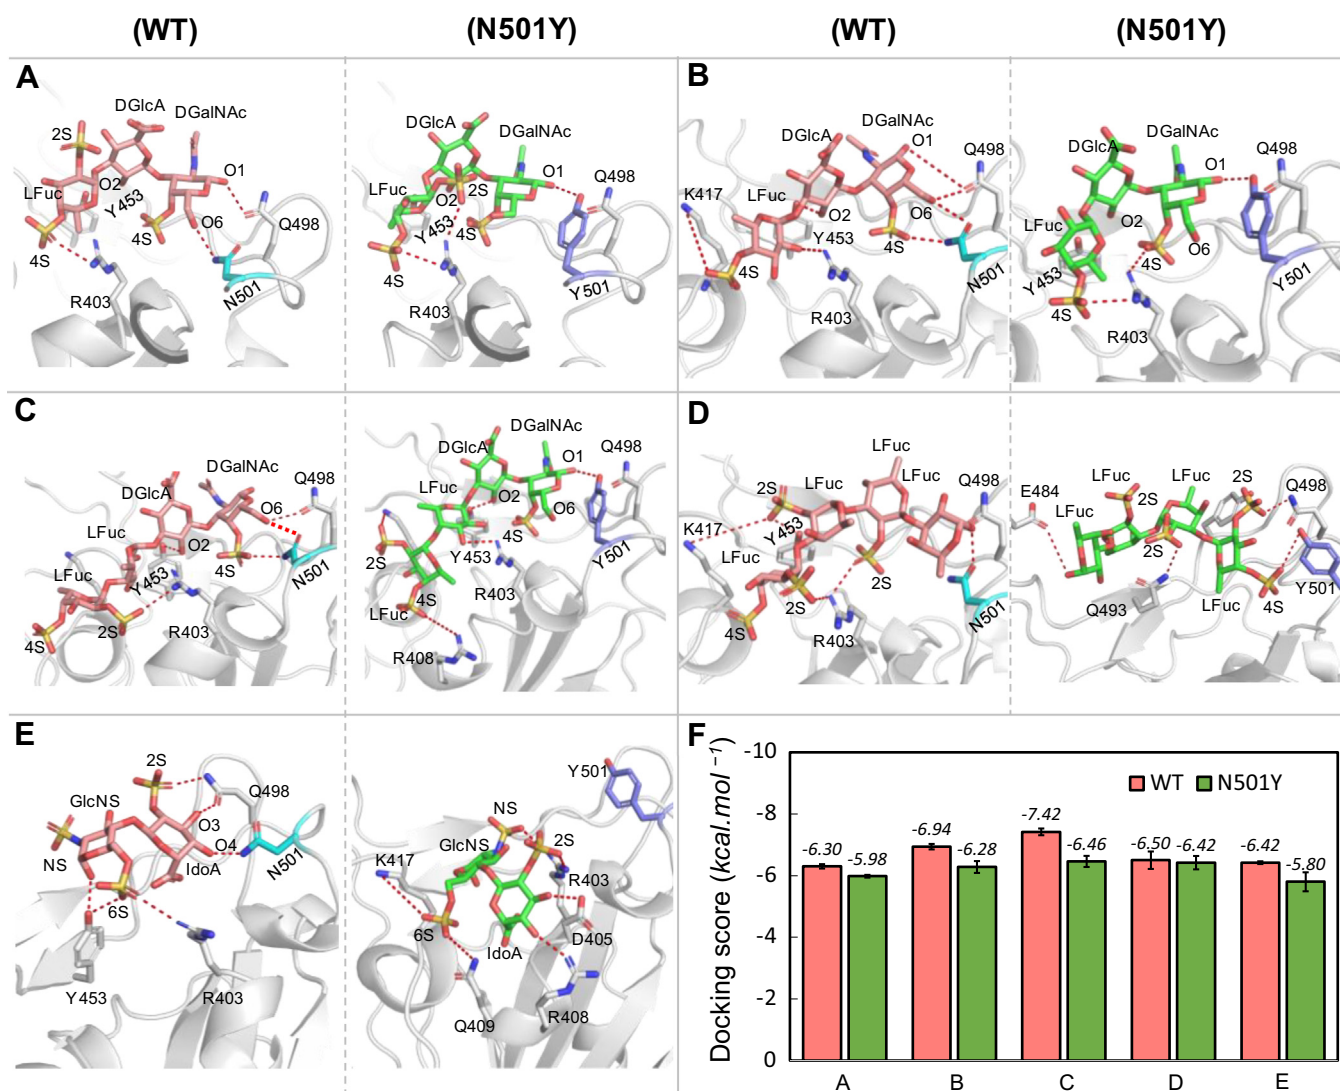 (WT)
(N501Y)
(WT)
(N501Y)
A
DGlcA
DGalNAc
2S
O1
LFuc
O2
Y453
4S
O6
Q498
4S
R403
N501
DGlcA
DGalNAc
O1
Q498
LFuc
2S
O2
Y453
4S
4S
R403
Y501
B
DGalNAc
DGlcA
O1
Q498
K417
LFuc
O2
O6
Y453
4S
4S
N501
R403
DGalNAc
DGlcA
O1
Q498
LFuc
O2
O6
Y453
4S
4S
Y501
R403
C
DGalNAc
Q498
DGlcA
O6
LFuc
O2
LFuc
Y453
4S
N501
4S
2S
R403
DGalNAc
DGlcA
O1
Q498
LFuc
O2
O6
4S
2S
Y453
Y501
R403
4S
LFuc
R408
D
LFuc
2S
LFuc
LFuc
Q498
K417
Y453
LFuc
2S
2S
4S
R403
N501
LFuc
LFuc
2S
2S
Q498
E484
LFuc
2S
Q493
LFuc
4S
Y501
E
2S
Q498
GlcNS
O3
O4
NS
IdoA
N501
6S
Y453
R403
Y501
NS
2S
GlcNS
K417
R403
6S
D405
IdoA
R408
Q409
F
-10
-8
-6
-4
-2
0
Docking score (kcal.mol⁻¹)
WT
N501Y
-6.30
-5.98
-6.94
-6.28
-7.42
-6.46
-6.50
-6.42
-6.42
-5.80
A
B
C
D
E